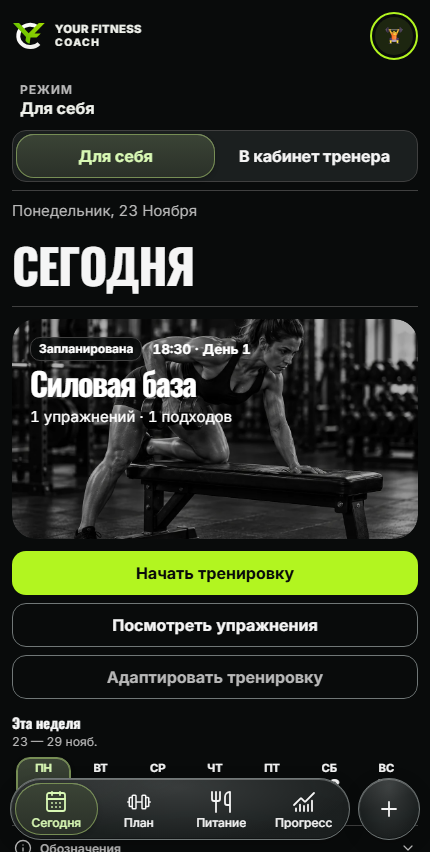 YOUR FITNESS
COACH
РЕЖИМ
Для себя
Для себя
В кабинет тренера
Понедельник, 23 Ноября
СЕГОДНЯ
Запланирована
18:30 · День 1
Силовая база
1 упражнений · 1 подходов
Начать тренировку
Посмотреть упражнения
Адаптировать тренировку
Эта неделя
23 — 29 нояб.
ПН ВТ СР ЧТ ПТ СБ ВС
Сегодня План Питание Прогресс
Обозначения